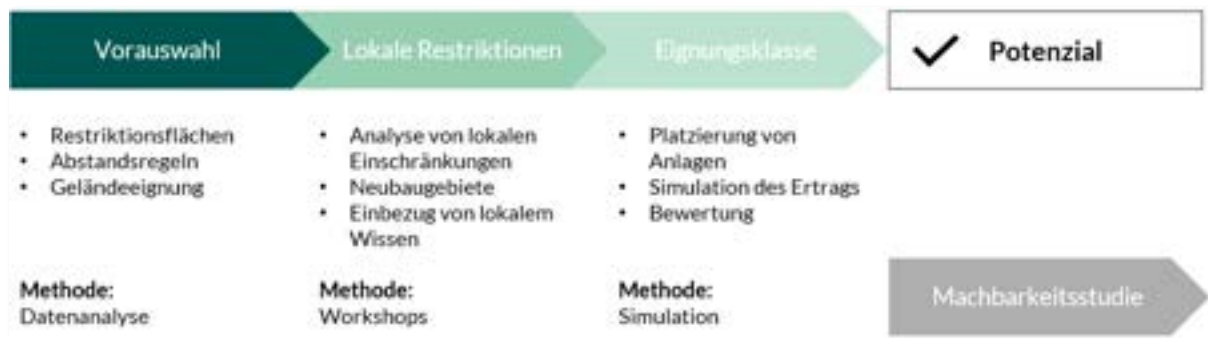 Vorauswahl
Lokale Restriktionen
Eignungsklasse
Potenzial
• Restriktionsflächen
• Abstandsregeln
• Geländeeignung
• Analyse von lokalen
Einschränkungen
• Neubaugebiete
• Einbezug von lokalem
Wissen
• Platzierung von
Anlagen
• Simulation des Ertrags
• Bewertung
Methode:
Datenanalyse
Methode:
Workshops
Methode:
Simulation
Machbarkeitsstudie